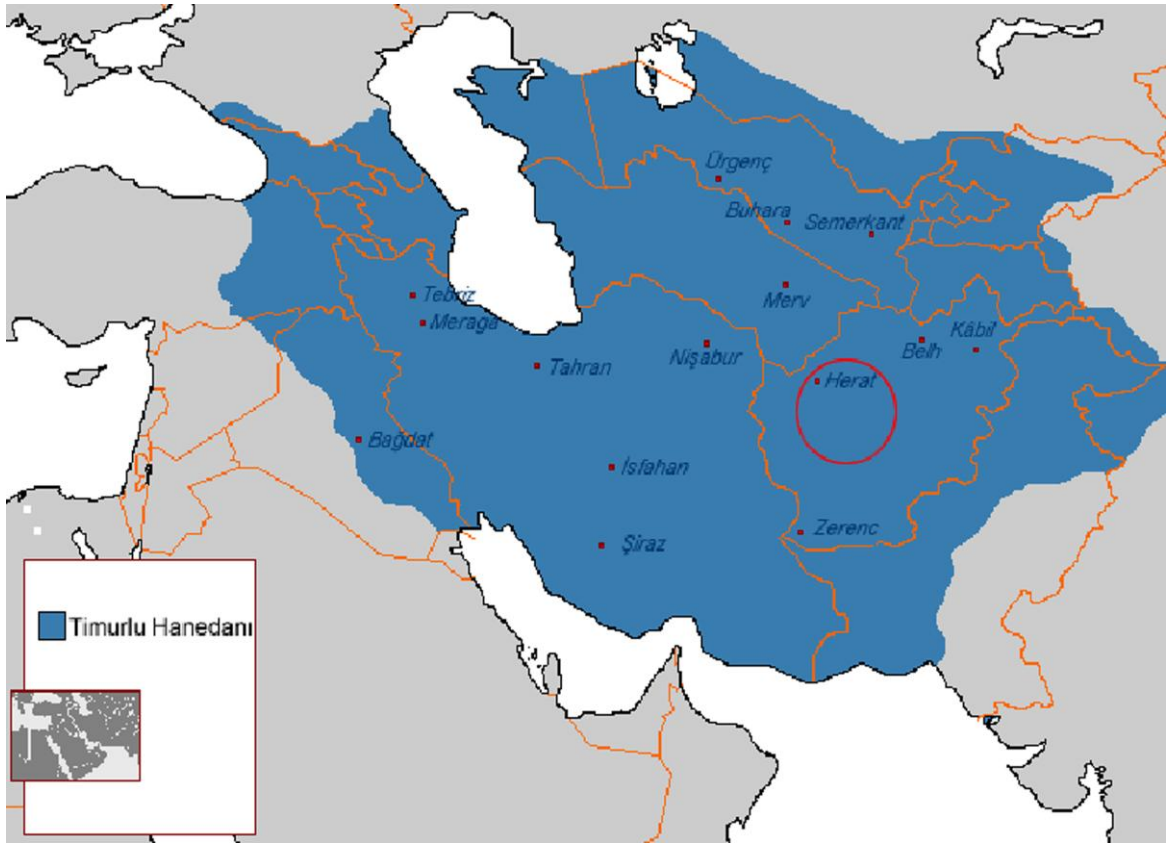 Ürgenç
Buhara
Semerkant
Merv
Tebriz
Meraga
Tahran
Nişabur
Herat
Belh
Kâbil
Bağdat
İsfahan
Şiraz
Zerenc
Timurlu Hanedanı